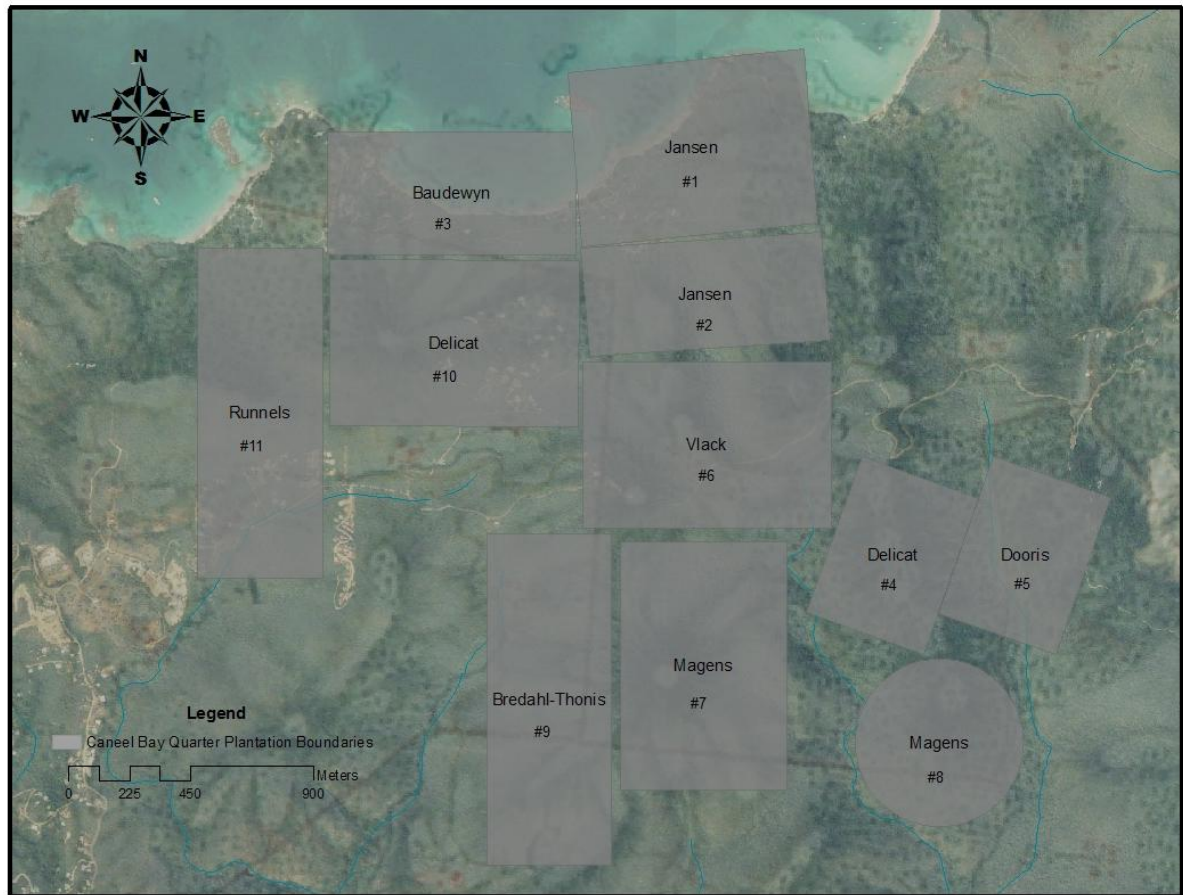 N
W E
S
Jansen
#1
Baudewyn
#3
Jansen
#2
Delicat
#10
Runnels
#11
Vlack
#6
Delicat
#4
Dooris
#5
Magens
#7
Bredahl-Thonis
#9
Magens
#8
Legend
Caneel Bay Quarter Plantation Boundaries
Meters
0 225 450 900